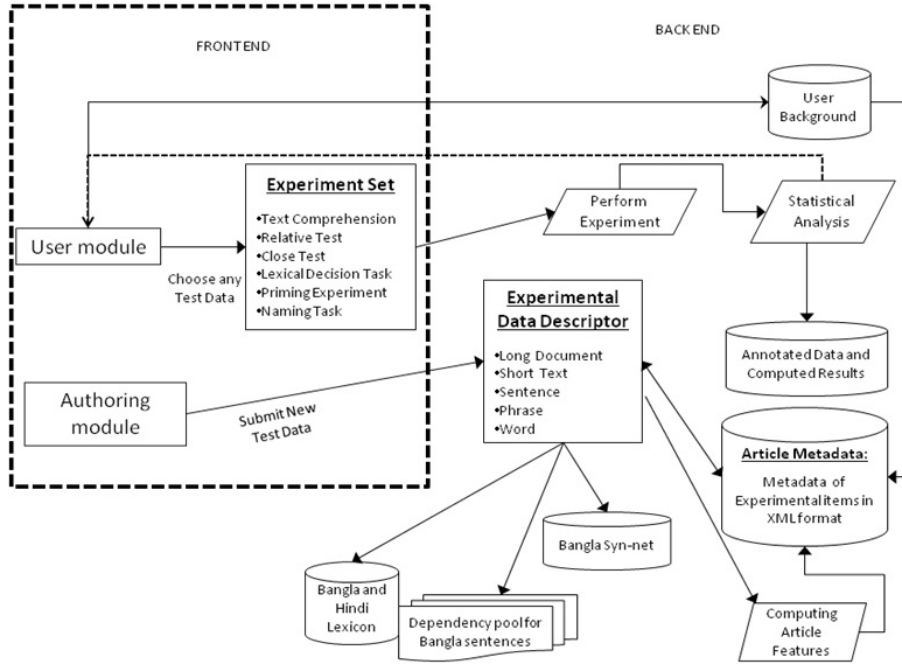 FRONTEND
BACK END
User
Background
Experiment Set
◆Text Comprehension
◆Relative Test
◆Close Test
◆Lexical Decision Task
◆Priming Experiment
◆Naming Task
Perform
Experiment
Statistical
Analysis
User module
Choose any
Test Data
Experimental
Data Descriptor
◆Long Document
◆Short Text
◆Sentence
◆Phrase
◆Word
Annotated Data and
Computed Results
Authoring
module
Submit New
Test Data
Article Metadata:
Metadata of
Experimental items in
XML format
Bangla Syn-net
Bangla and
Hindi
Lexicon
Dependency pool for
Bangla sentences
Computing
Article
Features